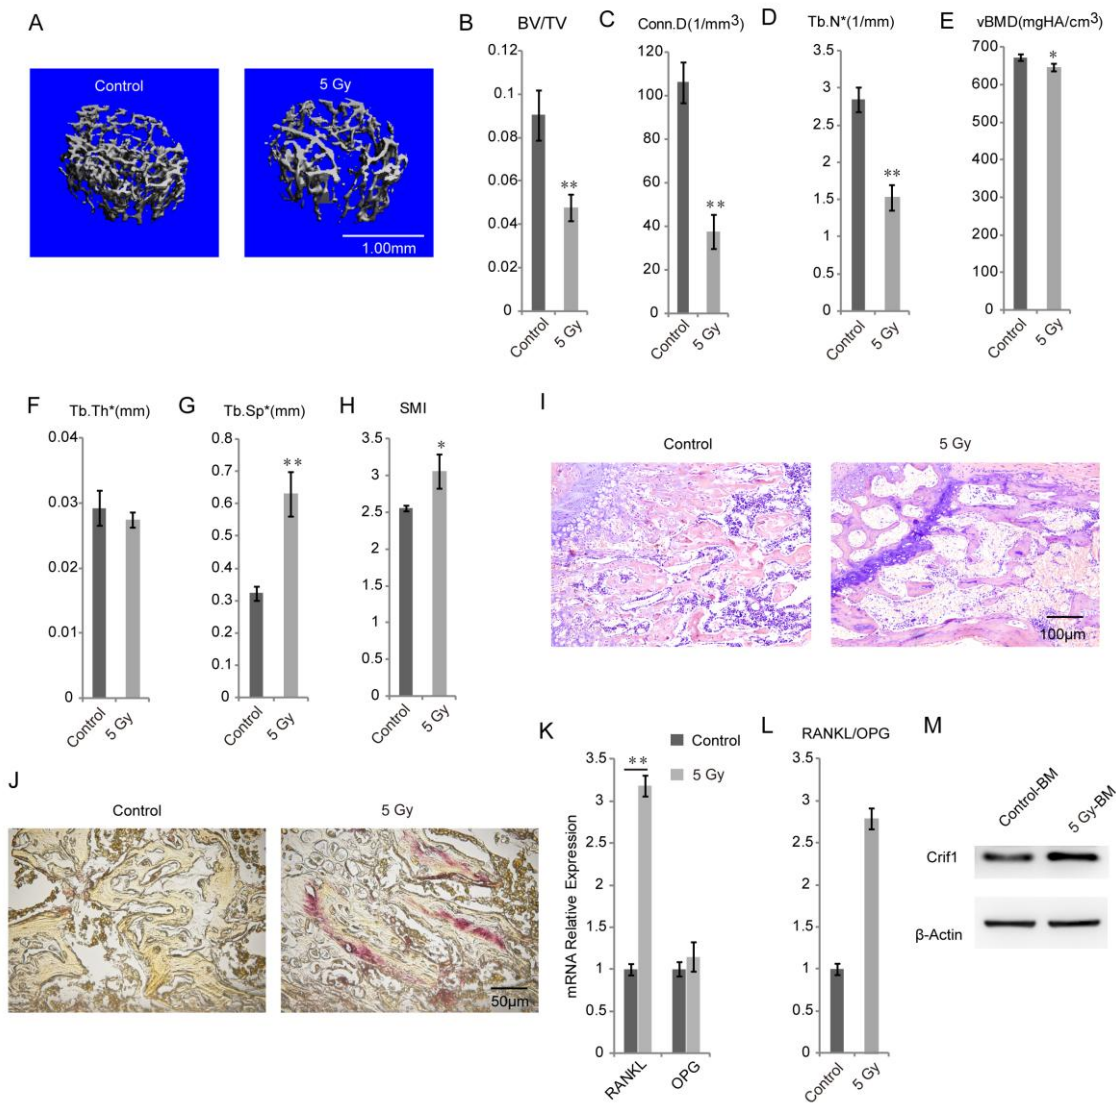 A
Control
5 Gy
1.00mm
B
BV/TV
0.12
0.1
0.08
0.06
0.04
0.02
0
**
Control
5 Gy
C
Conn.D(1/mm3)
120
100
80
60
40
20
0
**
Control
5 Gy
D
Tb.N*(1/mm)
3.5
3
2.5
2
1.5
1
0.5
0
**
Control
5 Gy
E
vBMD(mgHA/cm3)
700
600
500
400
300
200
100
0
*
Control
5 Gy
F
Tb.Th*(mm)
0.04
0.03
0.02
0.01
0
Control
5 Gy
G
Tb.Sp*(mm)
0.8
0.7
0.6
0.5
0.4
0.3
0.2
0.1
0
**
Control
5 Gy
H
SMI
3.5
3
2.5
2
1.5
1
0.5
0
*
Control
5 Gy
I
Control
5 Gy
100μm
J
Control
5 Gy
50μm
K
Control
5 Gy
mRNA Relative Expression
3.5
3
2.5
2
1.5
1
0.5
0
**
RANKL
OPG
L
RANKL/OPG
3.5
3
2.5
2
1.5
1
0.5
0
Control
5 Gy
M
Control-BM
5 Gy-BM
Crif1
β-Actin